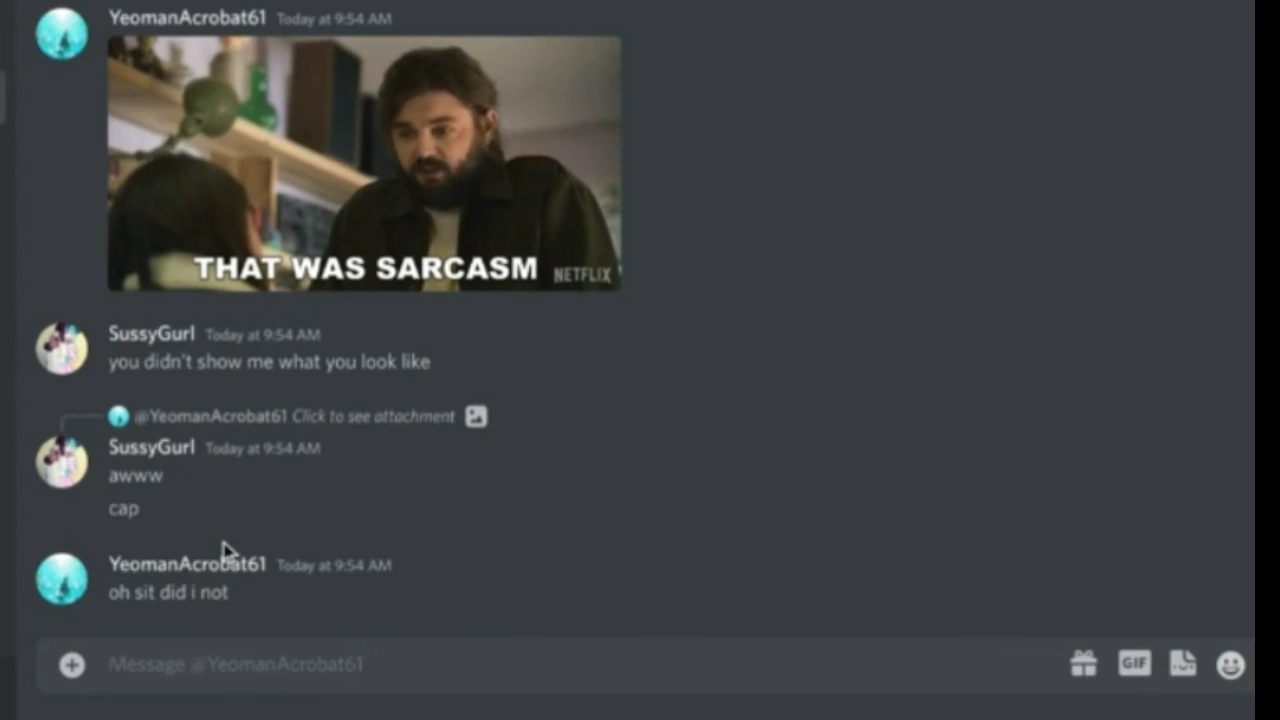 YeomanAcrobat61 Today at 9:54 AM
THAT WAS SARCASM NETFLIX
SussyGurl Today at 9:54 AM
you didn't show me what you look like
@YeomanAcrobat61 Click to see attachment
SussyGurl Today at 9:54 AM
awww
cap
YeomanAcrobat61 Today at 9:54 AM
oh sit did i not
Message @YeomanAcrobat61
GIF